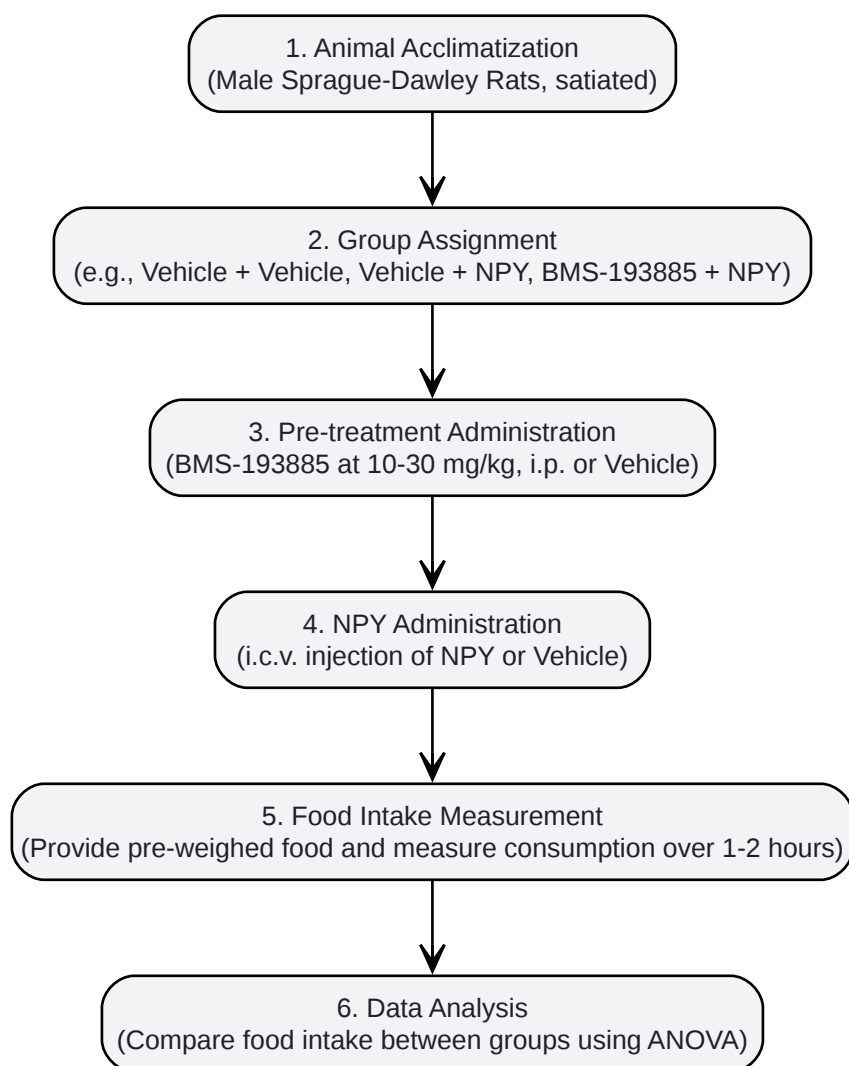 1. Animal Acclimatization
(Male Sprague-Dawley Rats, satiated)
2. Group Assignment
(e.g., Vehicle + Vehicle, Vehicle + NPY, BMS-193885 + NPY)
3. Pre-treatment Administration
(BMS-193885 at 10-30 mg/kg, i.p. or Vehicle)
4. NPY Administration
(i.c.v. injection of NPY or Vehicle)
5. Food Intake Measurement
(Provide pre-weighed food and measure consumption over 1-2 hours)
6. Data Analysis
(Compare food intake between groups using ANOVA)